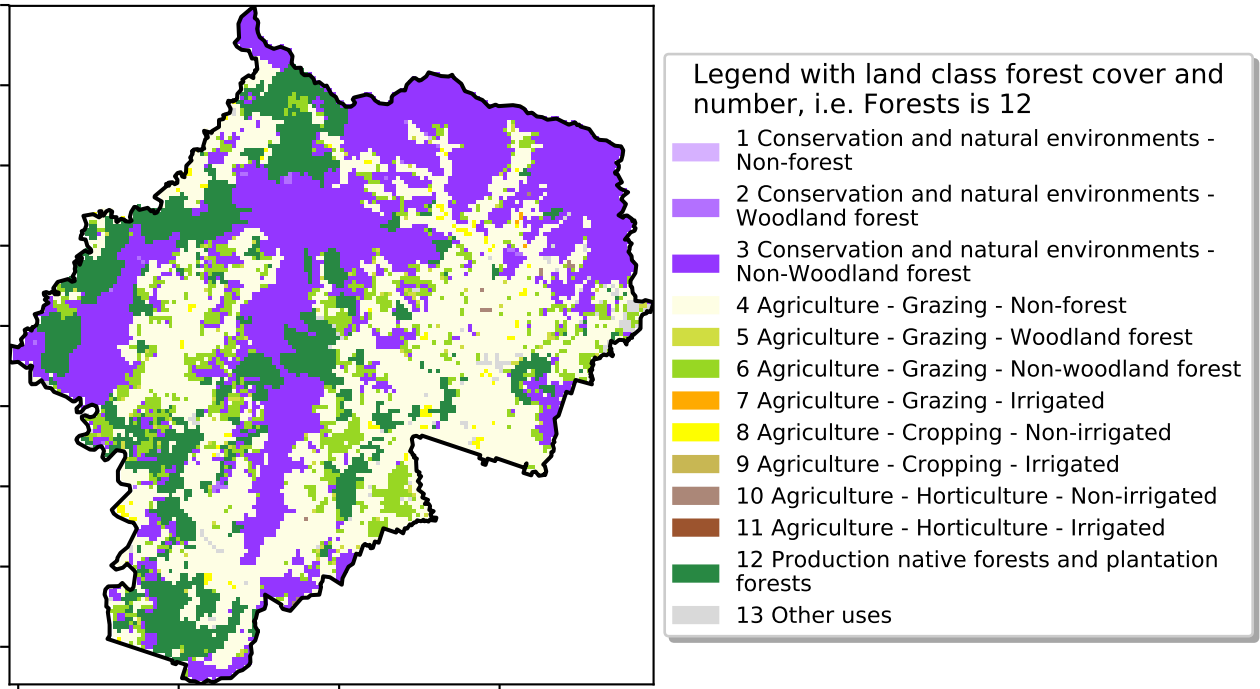 Legend with land class forest cover and
number, i.e. Forests is 12
1 Conservation and natural environments -
Non-forest
2 Conservation and natural environments -
Woodland forest
3 Conservation and natural environments -
Non-Woodland forest
4 Agriculture - Grazing - Non-forest
5 Agriculture - Grazing - Woodland forest
6 Agriculture - Grazing - Non-woodland forest
7 Agriculture - Grazing - Irrigated
8 Agriculture - Cropping - Non-irrigated
9 Agriculture - Cropping - Irrigated
10 Agriculture - Horticulture - Non-irrigated
11 Agriculture - Horticulture - Irrigated
12 Production native forests and plantation
forests
13 Other uses